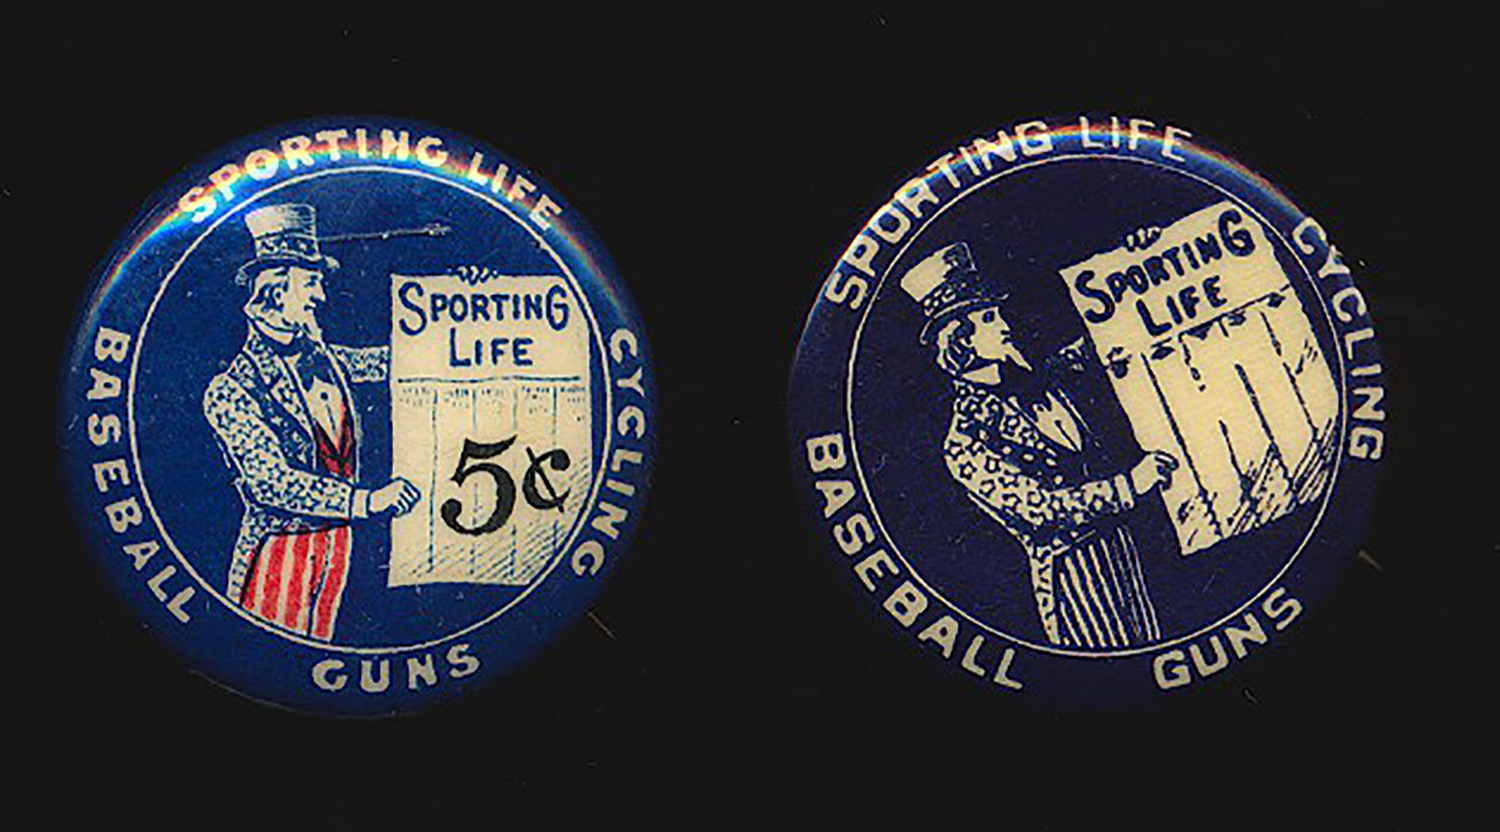 SPORTING LIFE
CYCLING
GUNS
BASEBALL
SPORTING
LIFE
5¢
SPORTING LIFE
CYCLING
GUNS
BASEBALL
SPORTING
LIFE